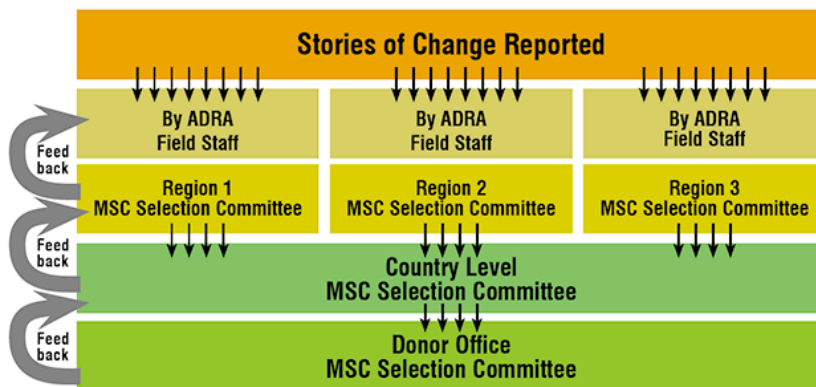 Stories of Change Reported
By ADRA
Field Staff
By ADRA
Field Staff
By ADRA
Field Staff
Feed
back
Region 1
MSC Selection Committee
Region 2
MSC Selection Committee
Region 3
MSC Selection Committee
Feed
back
Country Level
MSC Selection Committee
Feed
back
Donor Office
MSC Selection Committee